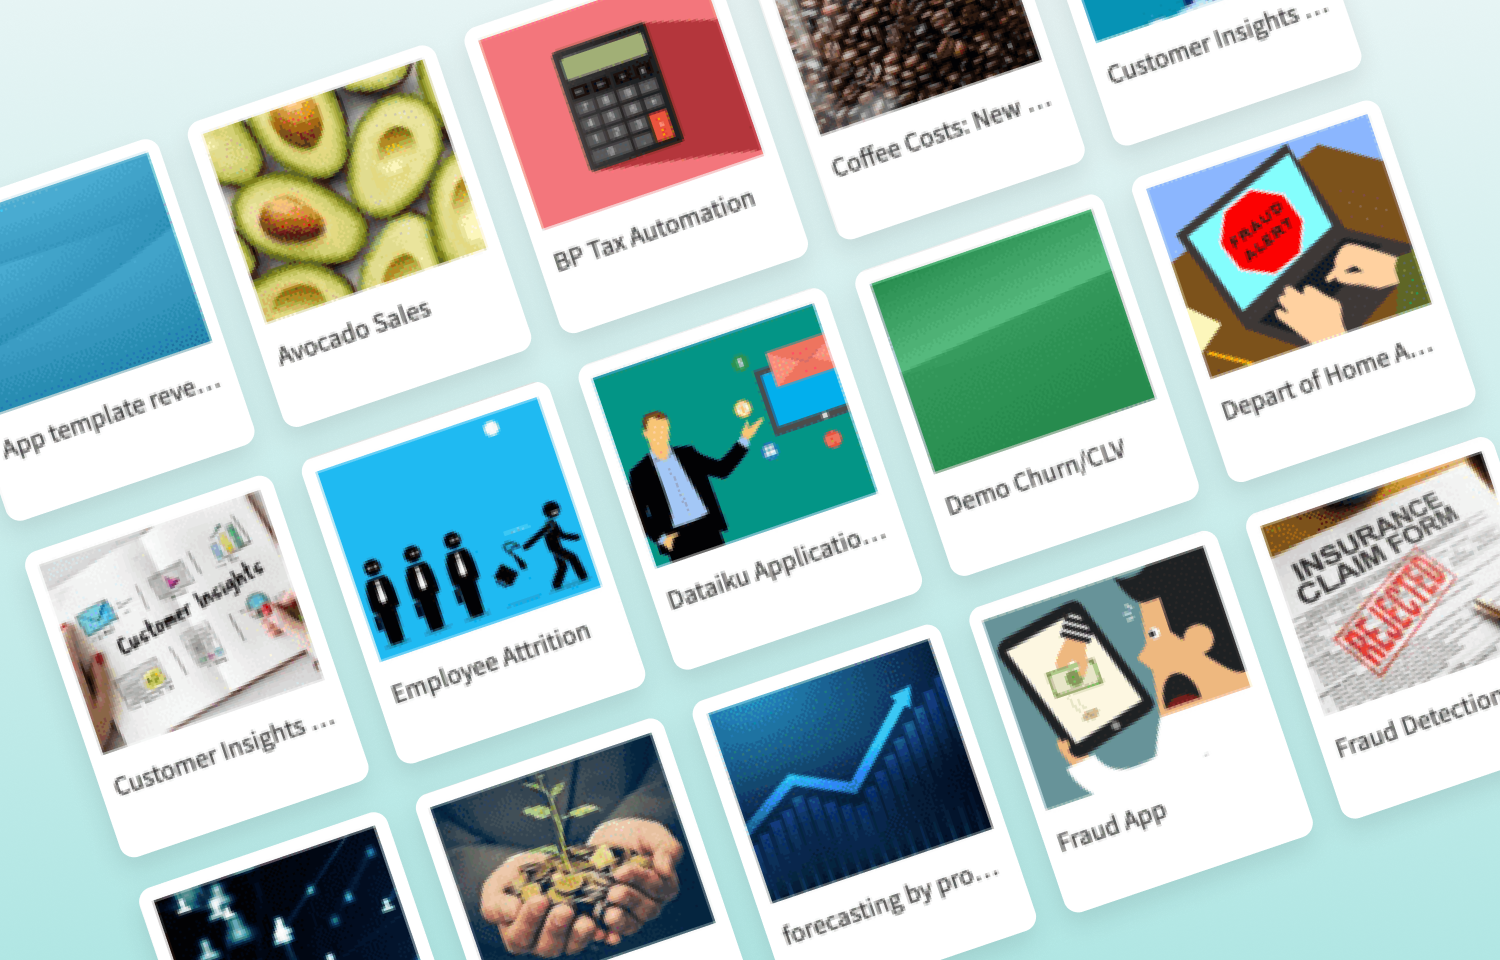 Customer Insights ...
Coffee Costs: New ...
BP Tax Automation
Avocado Sales
App template reve...
FRAUD
ALERT
Depart of Home A...
Demo Churn/CLV
Dataiku Applicatio...
Employee Attrition
Customer Insights
Customer Insights ...
INSURANCE
CLAIM FORM
REJECTED
Fraud Detection
Fraud App
forecasting by pro...